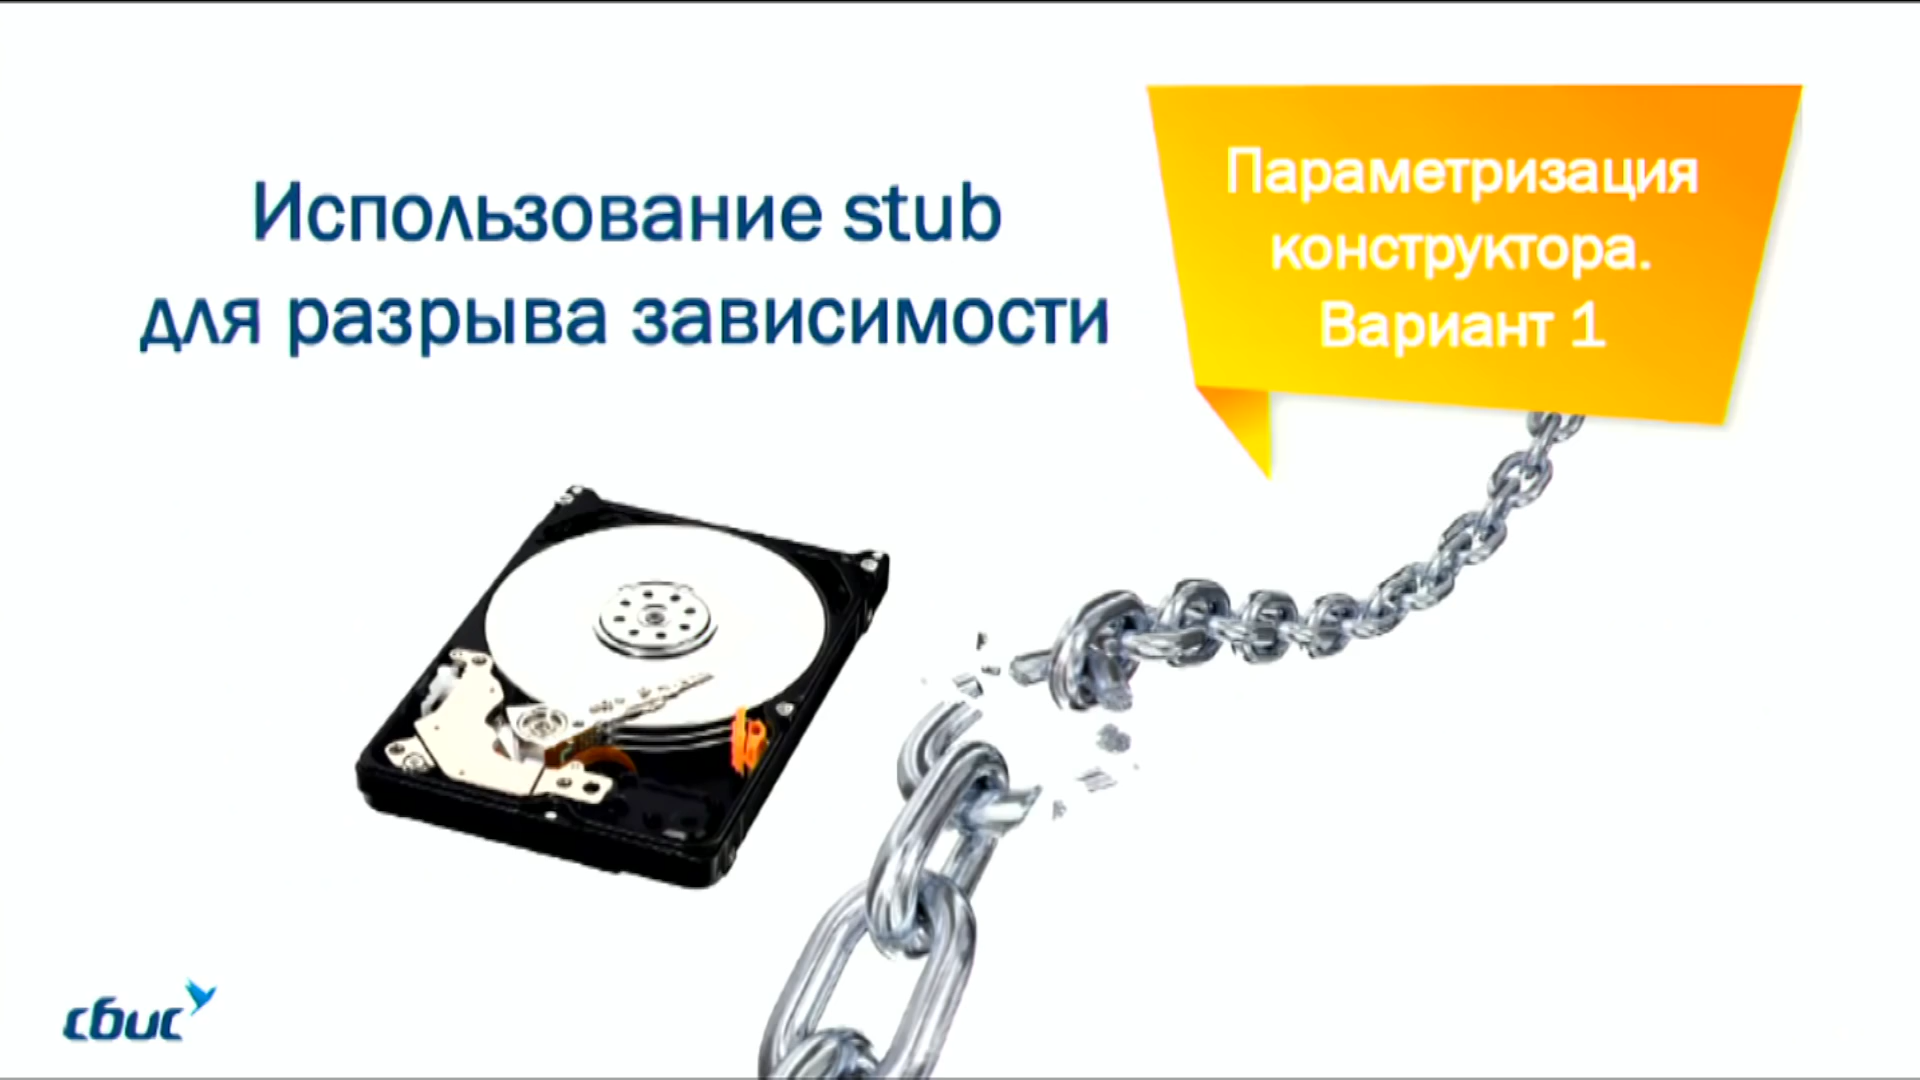 Использование stub
для разрыва зависимости
Параметризация
конструктора.
Вариант 1
сбис